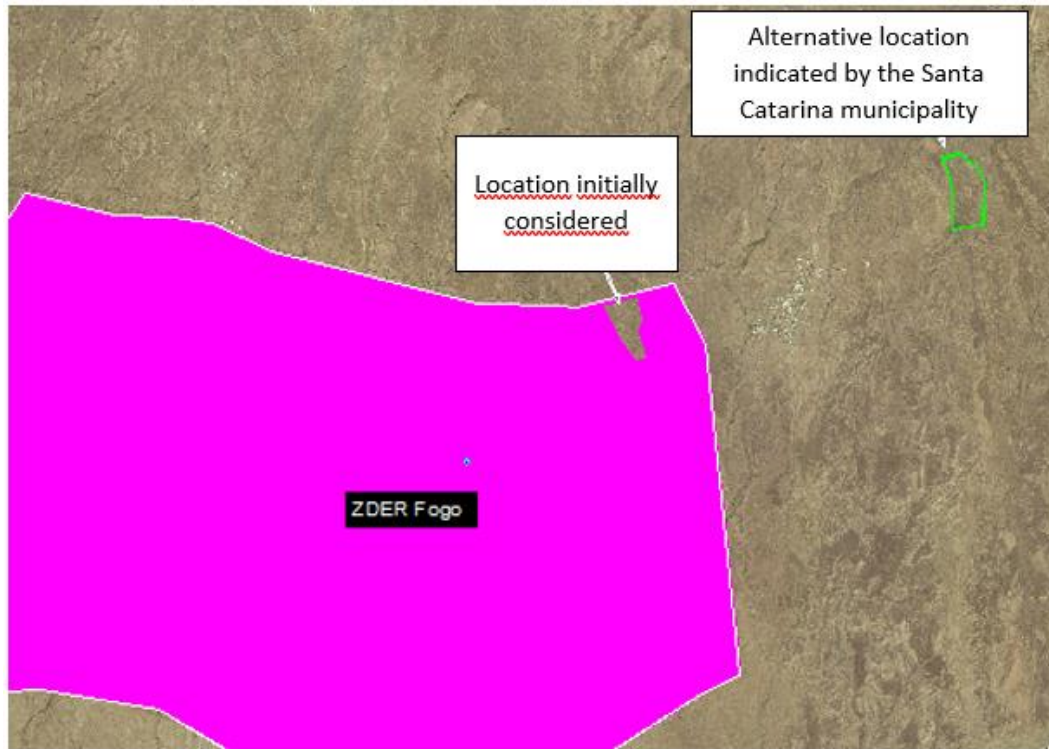 Alternative location
indicated by the Santa
Catarina municipality
Location initially
considered
ZDER Fogo